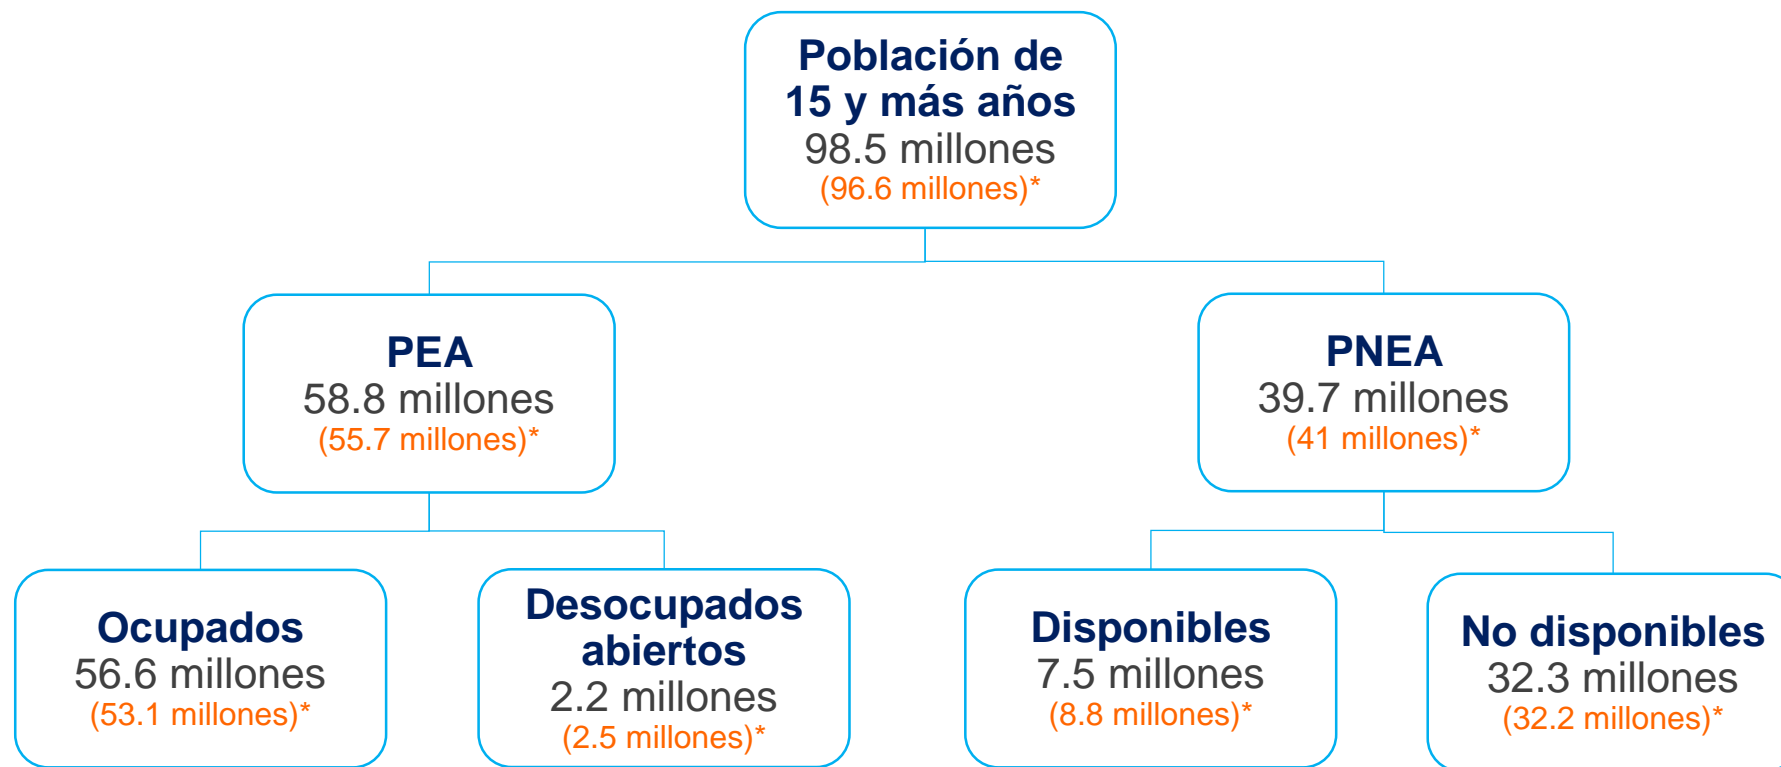 Población de
15 y más años
98.5 millones
(96.6 millones)*
PEA
58.8 millones
(55.7 millones)*
PNEA
39.7 millones
(41 millones)*
Ocupados
56.6 millones
(53.1 millones)*
Desocupados
abiertos
2.2 millones
(2.5 millones)*
Disponibles
7.5 millones
(8.8 millones)*
No disponibles
32.3 millones
(32.2 millones)*